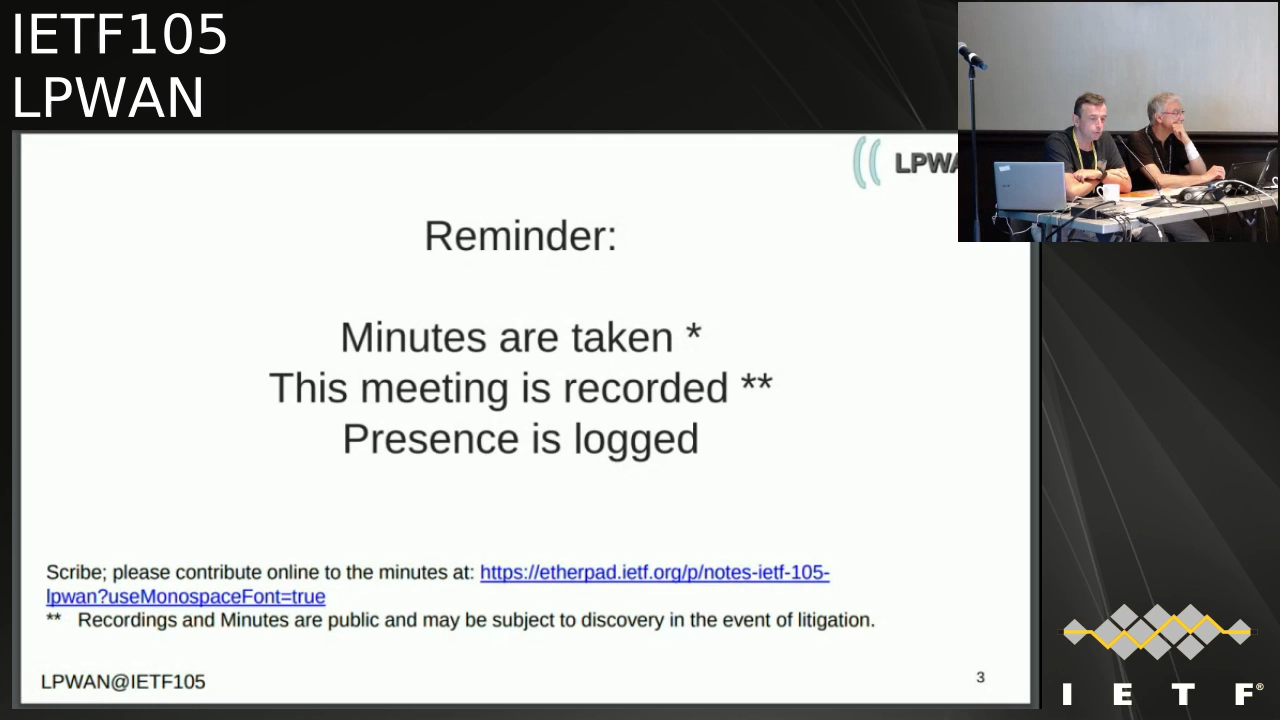 IETF105
LPWAN
Reminder:
Minutes are taken *
This meeting is recorded **
Presence is logged
Scribe; please contribute online to the minutes at: https://etherpad.ietf.org/p/notes-ietf-105-
lpwan?useMonospaceFont=true
** Recordings and Minutes are public and may be subject to discovery in the event of litigation.
LPWAN@IETF105
3
I E T F®